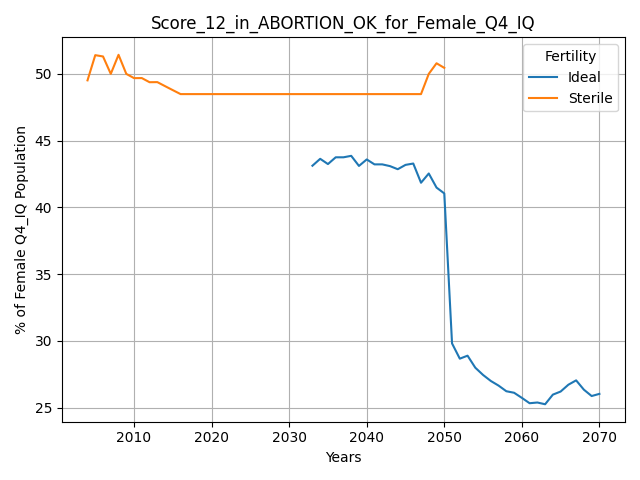 Score_12_in_ABORTION_OK_for_Female_Q4_IQ
Fertility
Ideal
Sterile
% of Female Q4_IQ Population
50
45
40
35
30
25
2010
2020
2030
2040
2050
2060
2070
Years